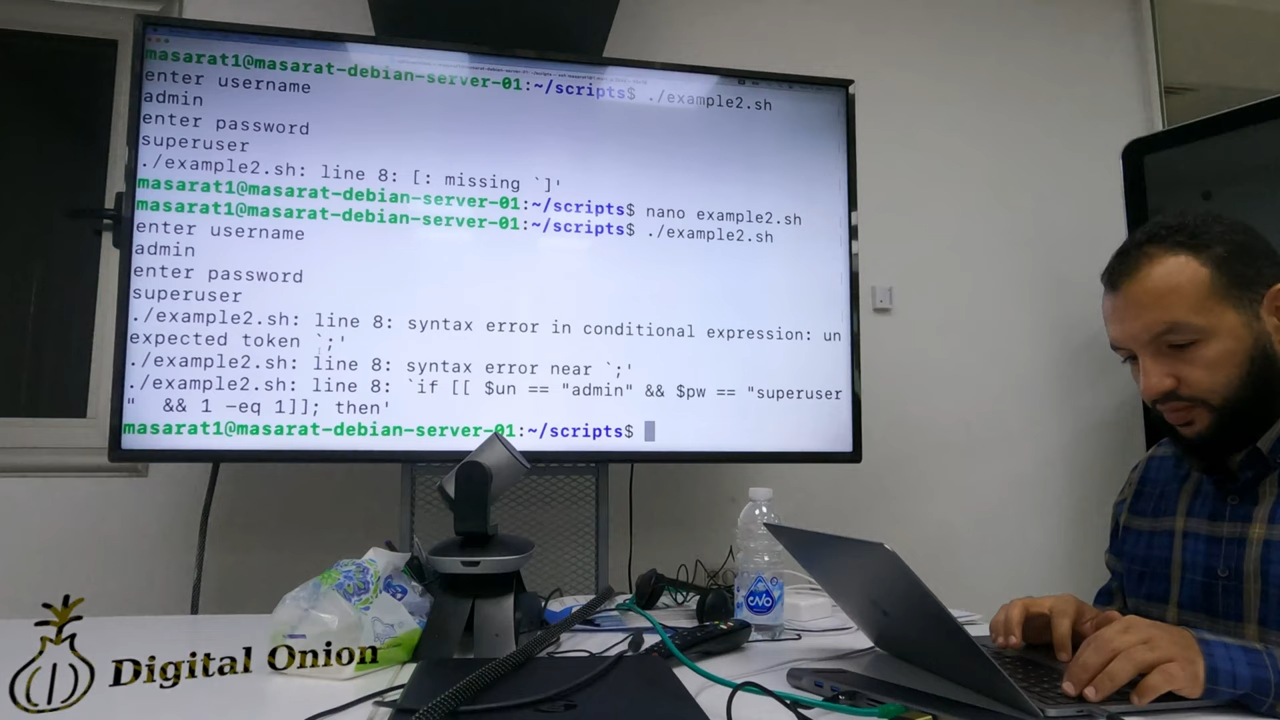 masarat1@masarat-debian-server-01:~/scripts$ ./example2.sh
enter username
admin
enter password
superuser
./example2.sh: line 8: [: missing `]'
masarat1@masarat-debian-server-01:~/scripts$ nano example2.sh
masarat1@masarat-debian-server-01:~/scripts$ ./example2.sh
enter username
admin
enter password
superuser
./example2.sh: line 8: syntax error in conditional expression: un
expected token `;'
./example2.sh: line 8: syntax error near `;'
./example2.sh: line 8: `if [[ $un == "admin" && $pw == "superuser
"  && 1 -eq 1]]; then'
masarat1@masarat-debian-server-01:~/scripts$
Digital Onion